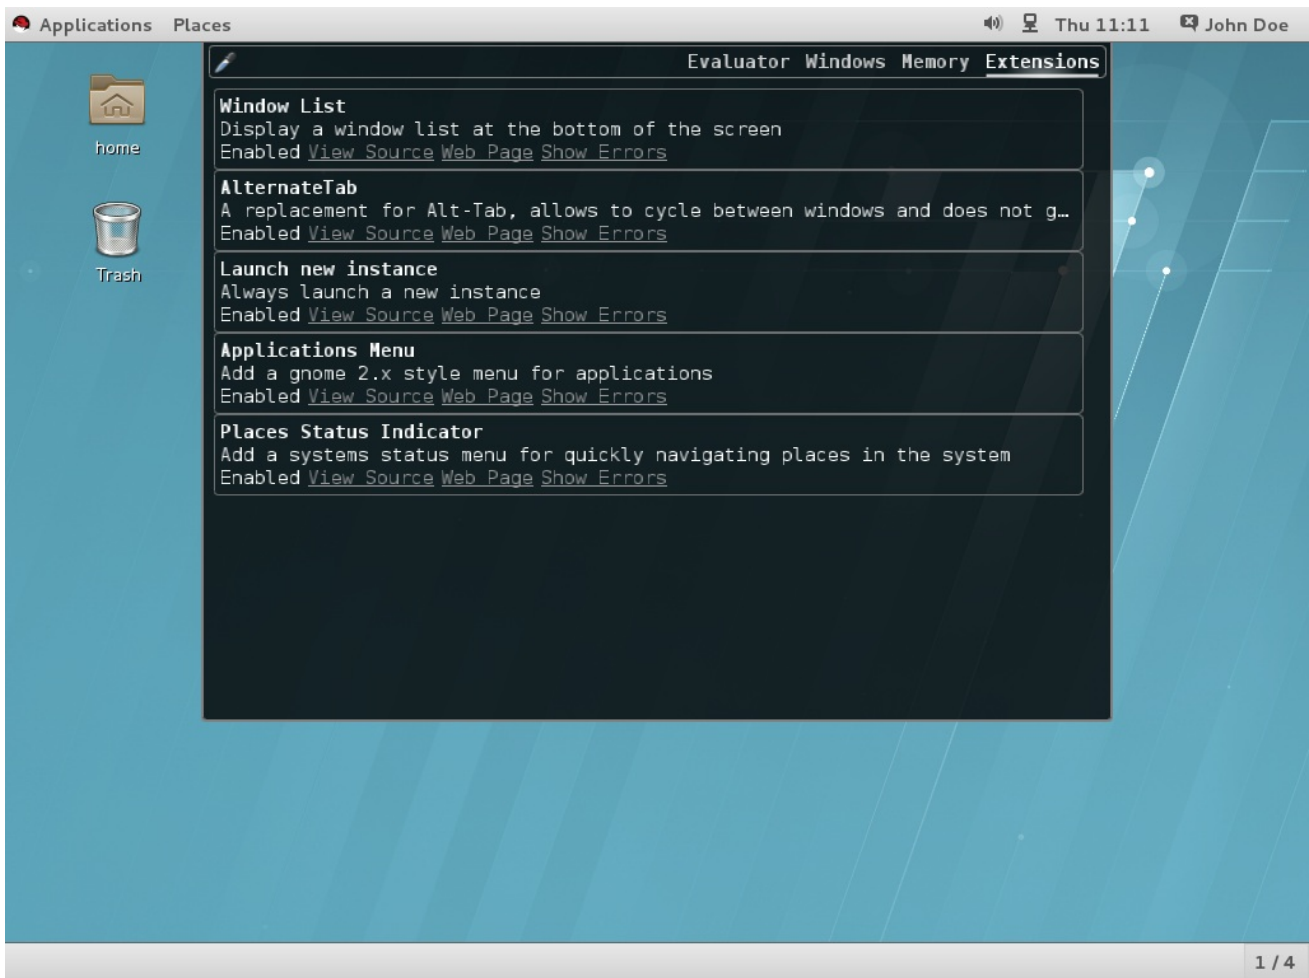 Applications Places Thu 11:11 John Doe
Evaluator Windows Memory Extensions
home
Trash
Window List
Display a window list at the bottom of the screen
Enabled View Source Web Page Show Errors
AlternateTab
A replacement for Alt-Tab, allows to cycle between windows and does not g…
Enabled View Source Web Page Show Errors
Launch new instance
Always launch a new instance
Enabled View Source Web Page Show Errors
Applications Menu
Add a gnome 2.x style menu for applications
Enabled View Source Web Page Show Errors
Places Status Indicator
Add a systems status menu for quickly navigating places in the system
Enabled View Source Web Page Show Errors
1 / 4